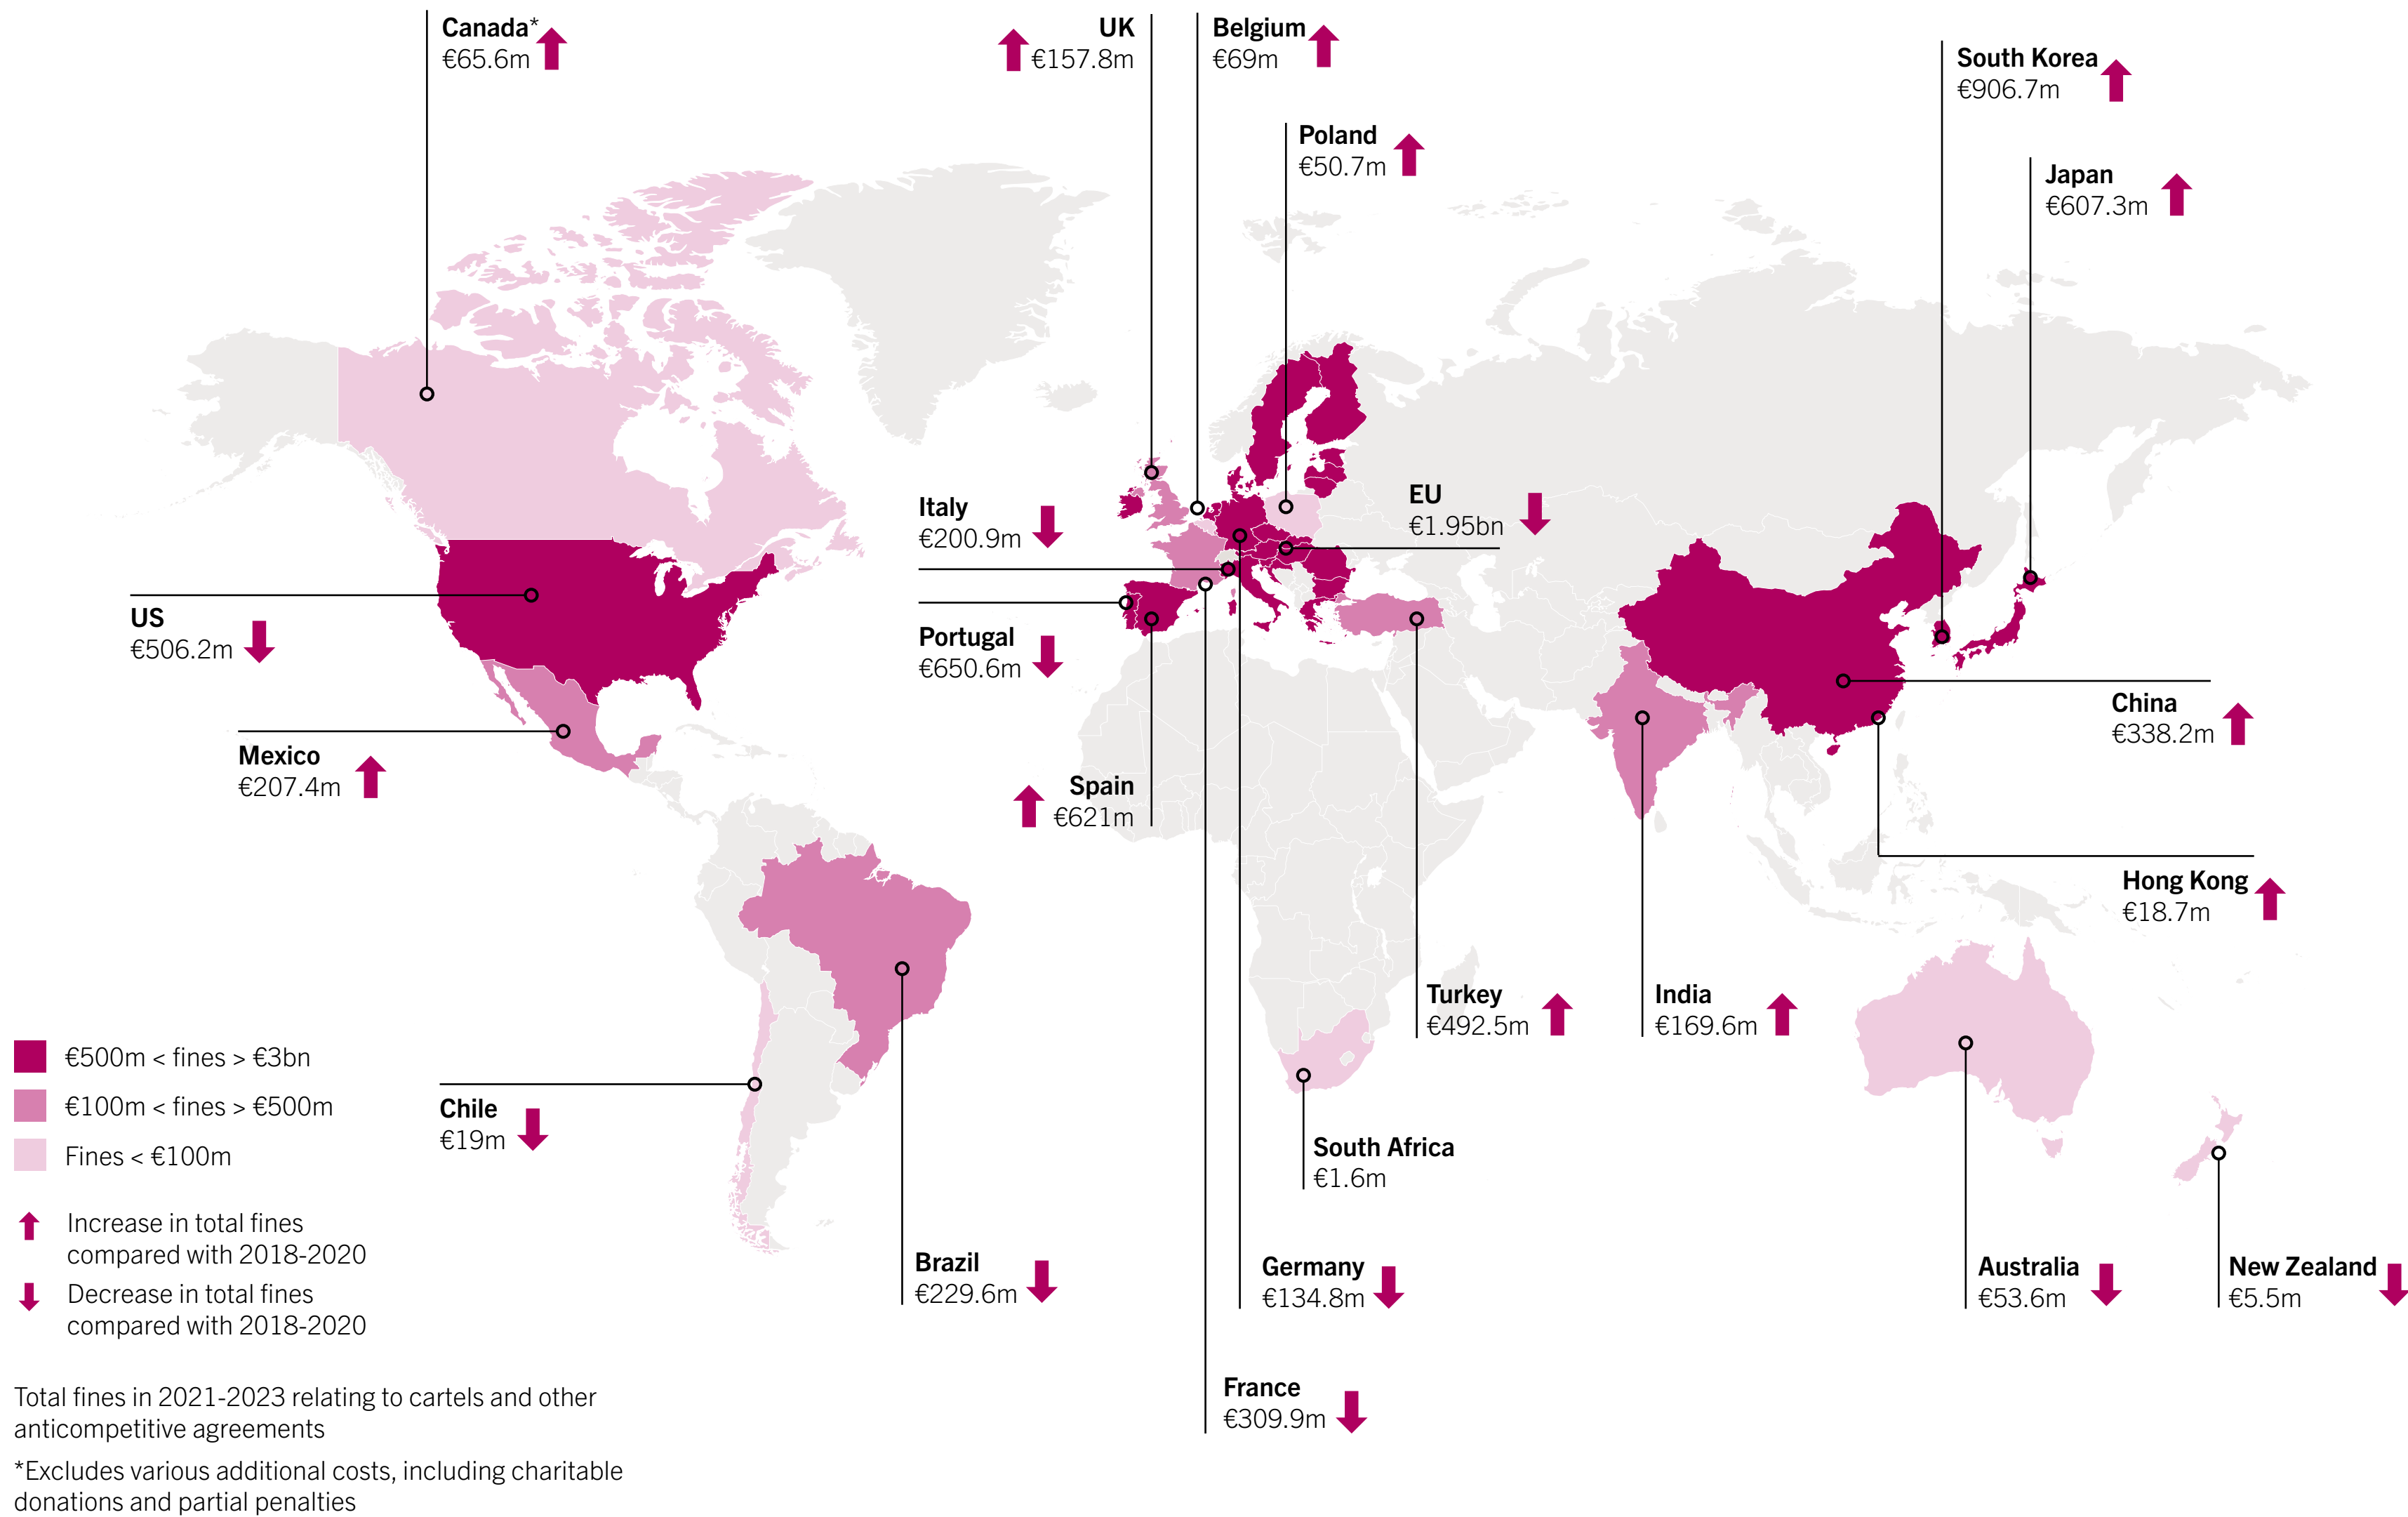 Canada*
€65.6m
UK
€157.8m
Belgium
€69m
South Korea
€906.7m
Poland
€50.7m
Japan
€607.3m
Italy
€200.9m
EU
€1.95bn
US
€506.2m
Portugal
€650.6m
China
€338.2m
Mexico
€207.4m
Spain
€621m
Hong Kong
€18.7m
Turkey
€492.5m
India
€169.6m
€500m < fines > €3bn
€100m < fines > €500m
Fines < €100m
Chile
€19m
South Africa
€1.6m
Increase in total fines
compared with 2018-2020
Decrease in total fines
compared with 2018-2020
Brazil
€229.6m
Germany
€134.8m
Australia
€53.6m
New Zealand
€5.5m
France
€309.9m
Total fines in 2021-2023 relating to cartels and other
anticompetitive agreements
*Excludes various additional costs, including charitable
donations and partial penalties